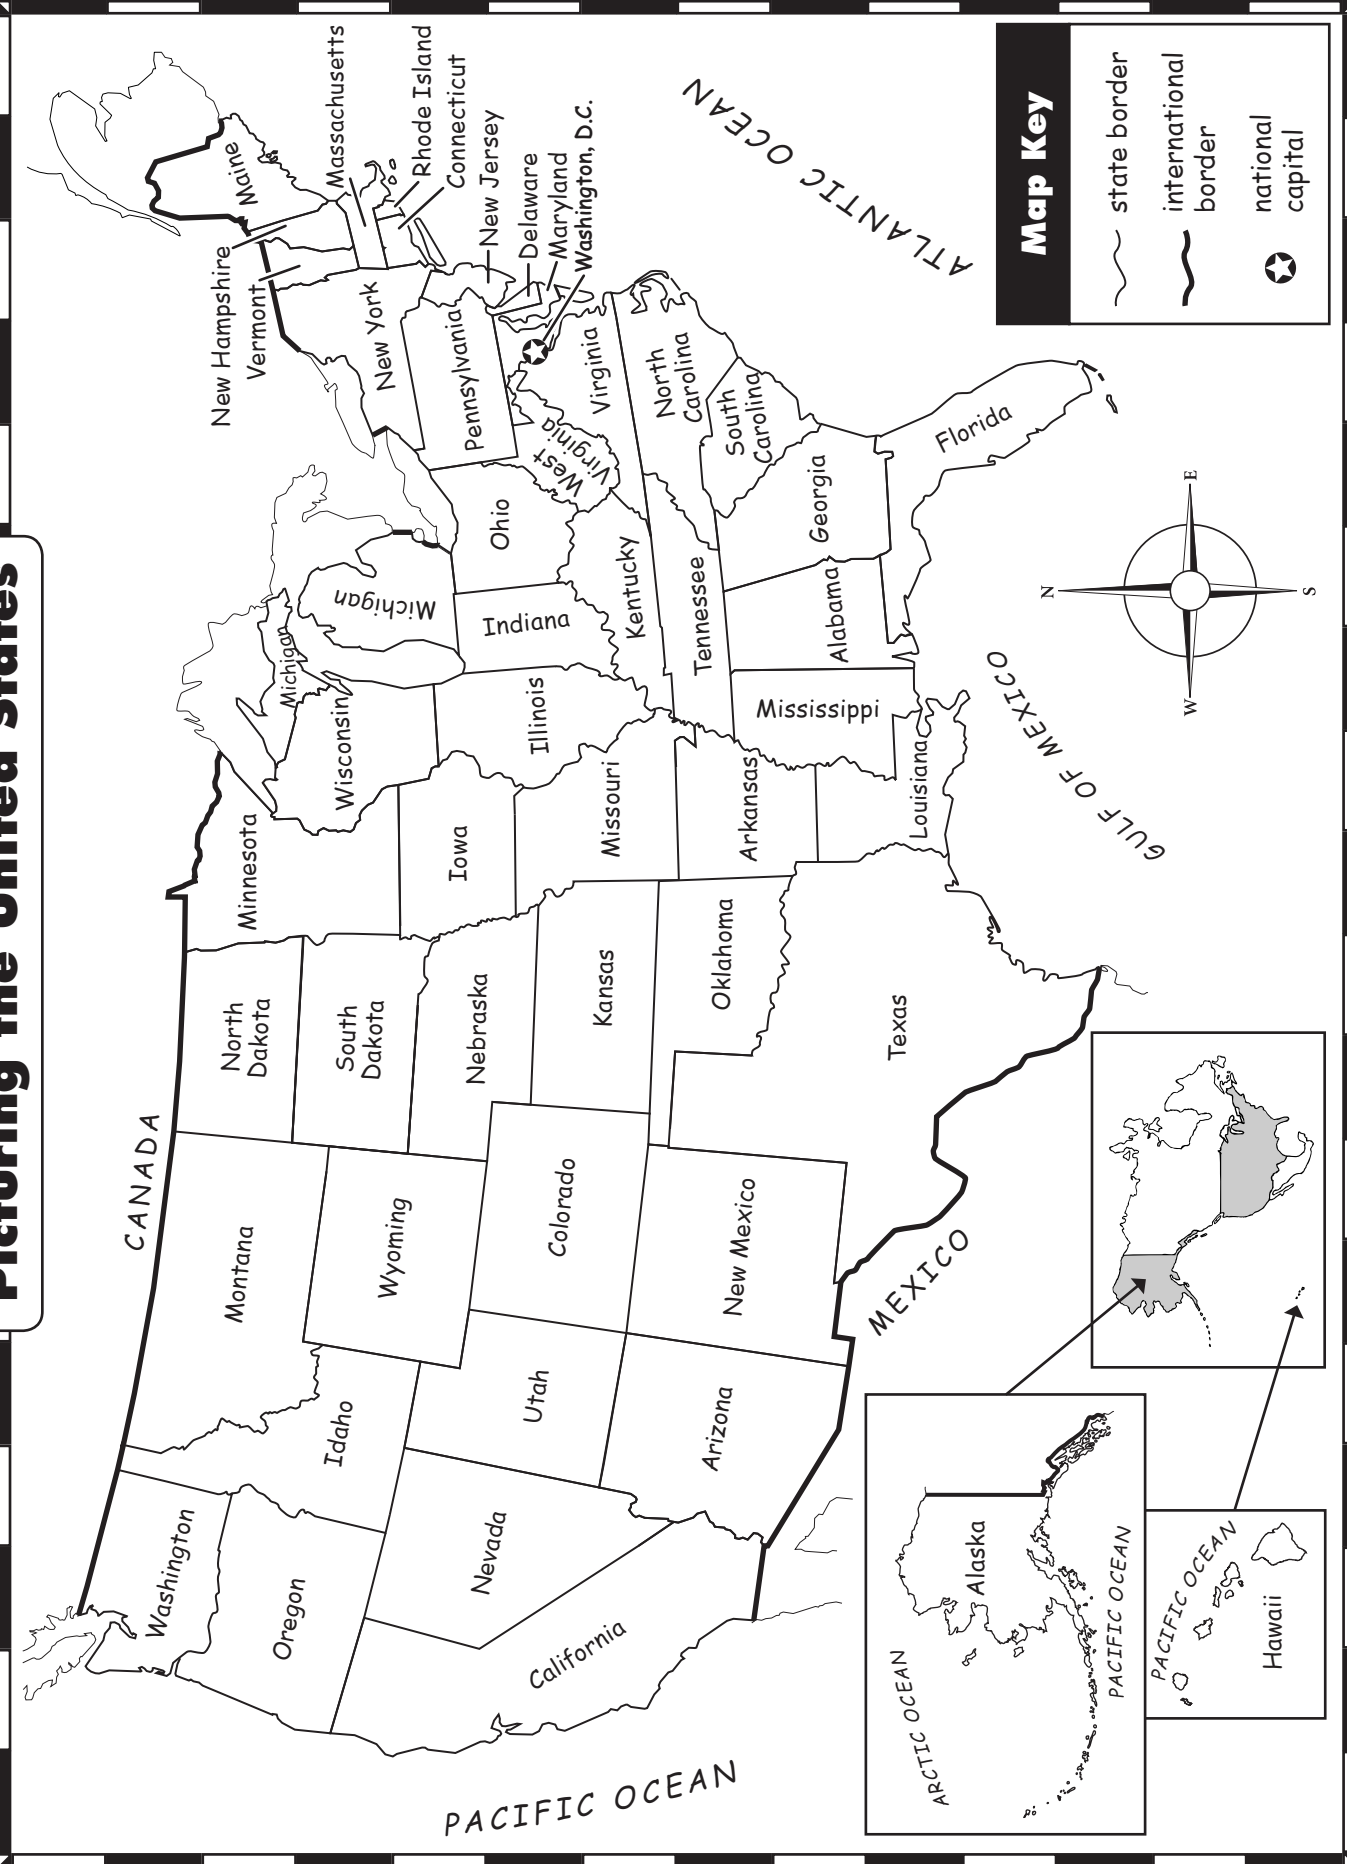 Picturing the United States
CANADA
Washington
Oregon
California
Nevada
Idaho
Montana
Wyoming
Utah
Arizona
Colorado
New Mexico
North
Dakota
South
Dakota
Nebraska
Kansas
Oklahoma
Texas
Minnesota
Iowa
Missouri
Arkansas
Louisiana
Wisconsin
Illinois
Michigan
Michigan
Indiana
Ohio
Kentucky
Tennessee
Mississippi
Alabama
Georgia
Florida
South
Carolina
North
Carolina
Virginia
West
Virginia
Pennsylvania
New York
Vermont
New Hampshire
Maine
Massachusetts
Rhode Island
Connecticut
New Jersey
Delaware
Maryland
Washington, D.C.
PACIFIC OCEAN
ATLANTIC OCEAN
GULF OF MEXICO
MEXICO
ARCTIC OCEAN
Alaska
PACIFIC OCEAN
PACIFIC OCEAN
Hawaii
N
E
S
W
Map Key
state border
international
border
national
capital